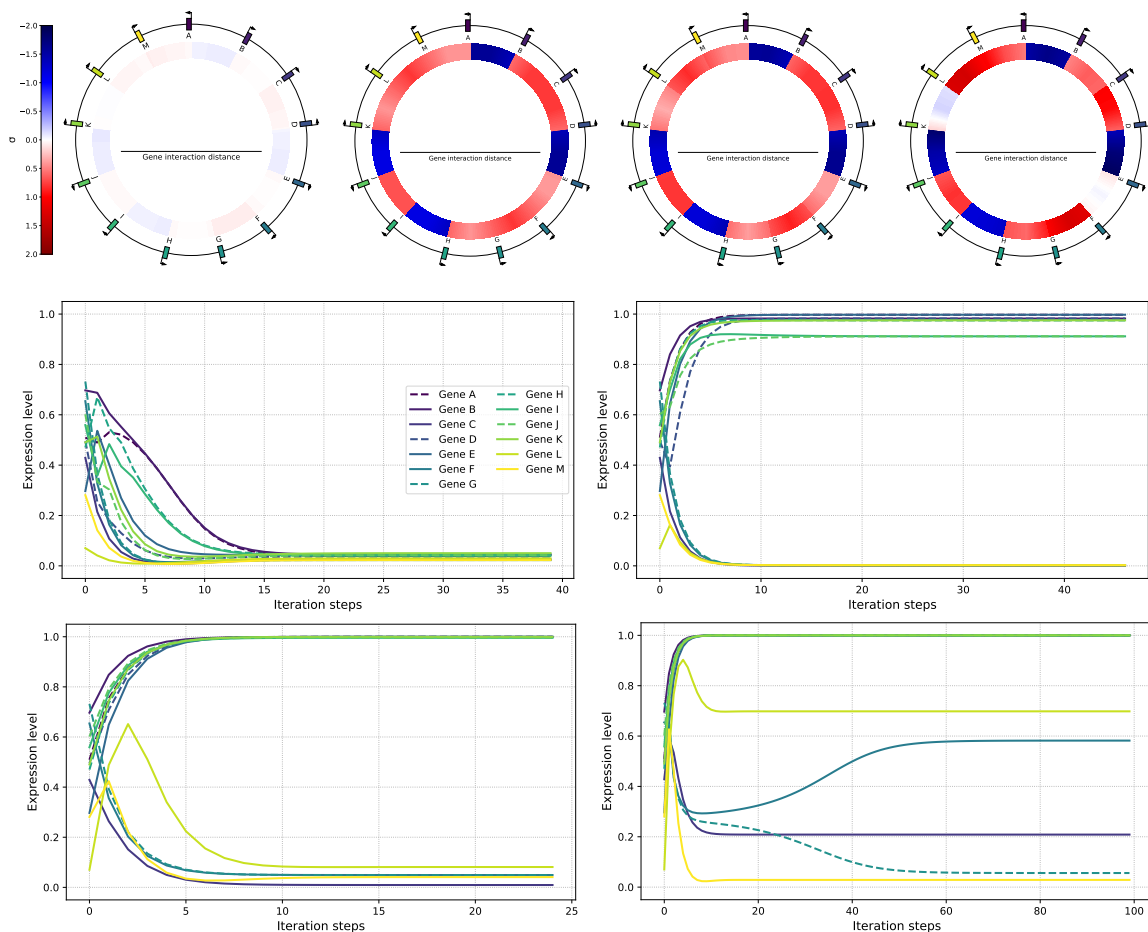 σ
−2.0
−1.5
−1.0
−0.5
0.0
0.5
1.0
1.5
2.0
A
B
C
D
E
F
G
H
I
J
K
L
M
Gene interaction distance
A
B
C
D
E
F
G
H
I
J
K
L
M
Gene interaction distance
A
B
C
D
E
F
G
H
I
J
K
L
M
Gene interaction distance
A
B
C
D
E
F
G
H
I
J
K
L
M
Gene interaction distance
Expression level
1.0
0.8
0.6
0.4
0.2
0.0
Gene A
Gene B
Gene C
Gene D
Gene E
Gene F
Gene G
Gene H
Gene I
Gene J
Gene K
Gene L
Gene M
0 5 10 15 20 25 30 35 40
Iteration steps
Expression level
1.0
0.8
0.6
0.4
0.2
0.0
0 10 20 30 40
Iteration steps
Expression level
1.0
0.8
0.6
0.4
0.2
0.0
0 5 10 15 20 25
Iteration steps
Expression level
1.0
0.8
0.6
0.4
0.2
0.0
0 20 40 60 80 100
Iteration steps